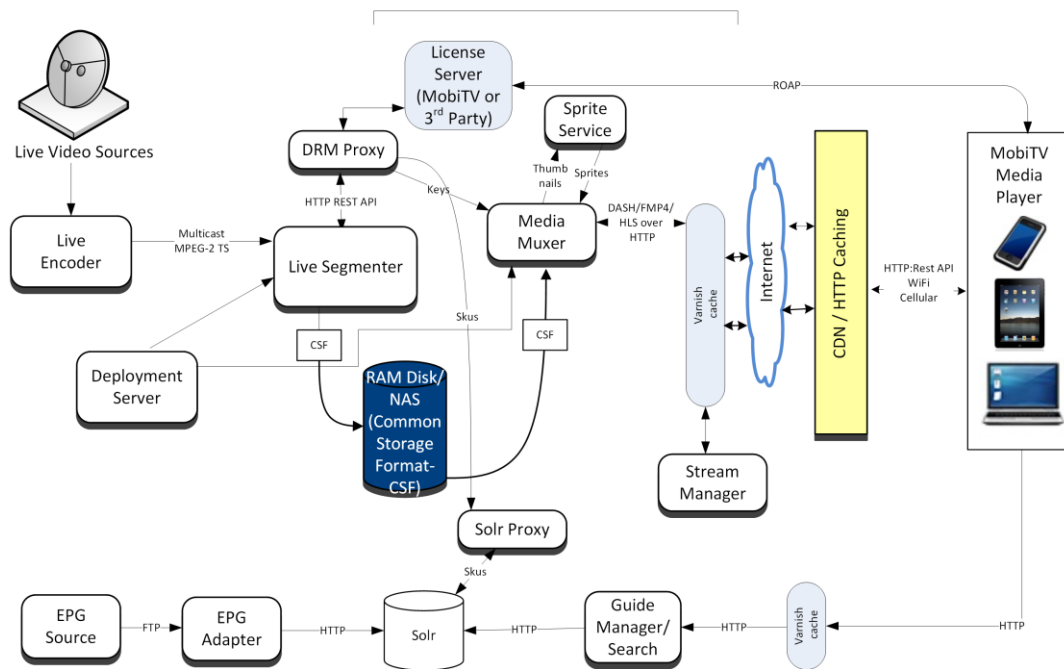 License
Server
(MobiTV or
3rd Party)
ROAP
Sprite
Service
Live Video Sources
DRM Proxy
Thumb
nails
Sprites
Keys
MobiTV
Media
Player
HTTP REST API
DASH/FMP4/
HLS over
HTTP
Media
Muxer
Live
Encoder
Multicast
MPEG-2 TS
Live Segmenter
Varnish
cache
Internet
CDN / HTTP Caching
HTTP:Rest API
WiFi
Cellular
Skus
CSF
CSF
Deployment
Server
RAM Disk/
NAS
(Common
Storage
Format-
CSF)
Stream
Manager
Solr Proxy
Skus
EPG
Source
FTP
EPG
Adapter
HTTP
Solr
HTTP
Guide
Manager/
Search
HTTP
Varnish
cache
HTTP